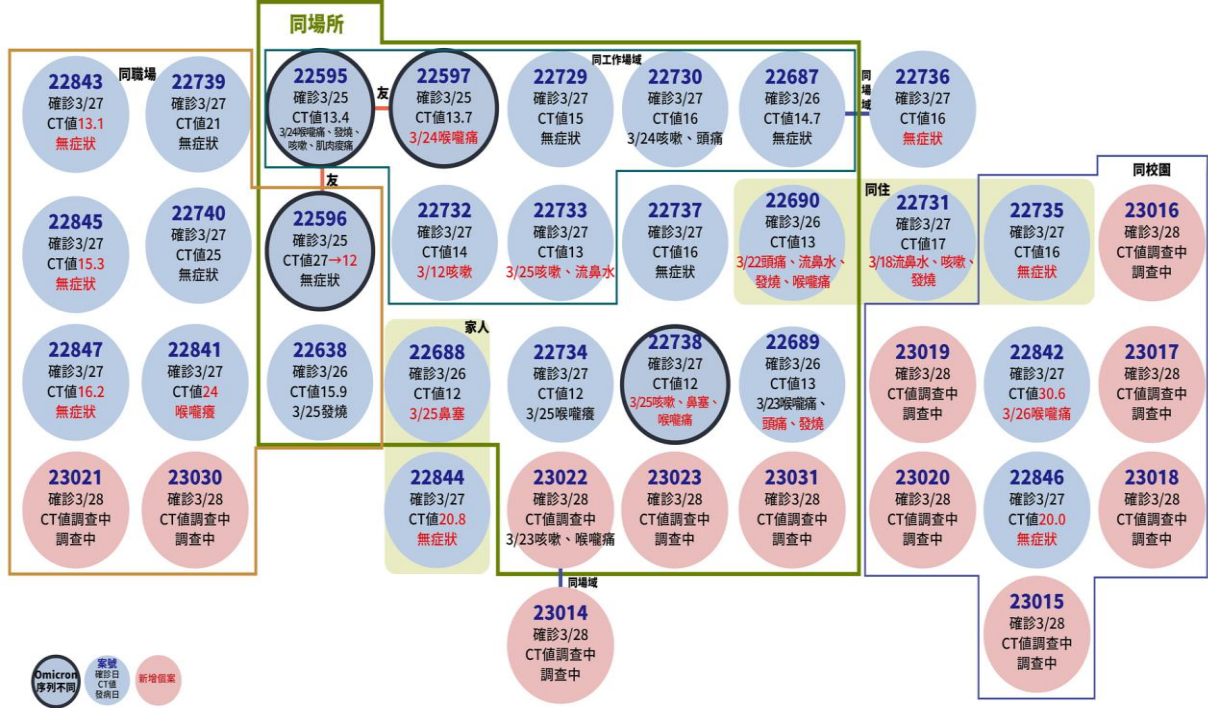 同場所
同職場
同工作場域
22843
確診3/27
CT值13.1
無症狀
22739
確診3/27
CT值21
無症狀
22595
確診3/25
CT值13.4
3/24喉嚨痛、發燒、
咳嗽、肌肉痠痛
友
22597
確診3/25
CT值13.7
3/24喉嚨痛
22729
確診3/27
CT值15
無症狀
22730
確診3/27
CT值16
3/24咳嗽、頭痛
22687
確診3/26
CT值14.7
無症狀
同
場
域
22736
確診3/27
CT值16
無症狀
友
同住
同校園
22845
確診3/27
CT值15.3
無症狀
22740
確診3/27
CT值25
無症狀
22596
確診3/25
CT值27→12
無症狀
22732
確診3/27
CT值14
3/12咳嗽
22733
確診3/27
CT值13
3/25咳嗽、流鼻水
22737
確診3/27
CT值16
無症狀
22690
確診3/26
CT值13
3/22頭痛、流鼻水、
發燒、喉嚨痛
22731
確診3/27
CT值17
3/18流鼻水、咳嗽、
發燒
22735
確診3/27
CT值16
無症狀
23016
確診3/28
CT值調查中
調查中
家人
22847
確診3/27
CT值16.2
無症狀
22841
確診3/27
CT值24
喉嚨癢
22638
確診3/26
CT值15.9
3/25發燒
22688
確診3/26
CT值12
3/25鼻塞
22734
確診3/27
CT值12
3/25喉嚨癢
22738
確診3/27
CT值12
3/25咳嗽、鼻塞、
喉嚨痛
22689
確診3/26
CT值13
3/23喉嚨痛、
頭痛、發燒
23019
確診3/28
CT值調查中
調查中
22842
確診3/27
CT值30.6
3/26喉嚨痛
23017
確診3/28
CT值調查中
調查中
23021
確診3/28
CT值調查中
調查中
23030
確診3/28
CT值調查中
調查中
22844
確診3/27
CT值20.8
無症狀
23022
確診3/28
CT值調查中
3/23咳嗽、喉嚨痛
23023
確診3/28
CT值調查中
調查中
23031
確診3/28
CT值調查中
調查中
23020
確診3/28
CT值調查中
調查中
22846
確診3/27
CT值20.0
無症狀
23018
確診3/28
CT值調查中
調查中
同場域
23014
確診3/28
CT值調查中
調查中
23015
確診3/28
CT值調查中
調查中
Omicron
序列不同
案號
確診日
CT值
發病日
新增個案